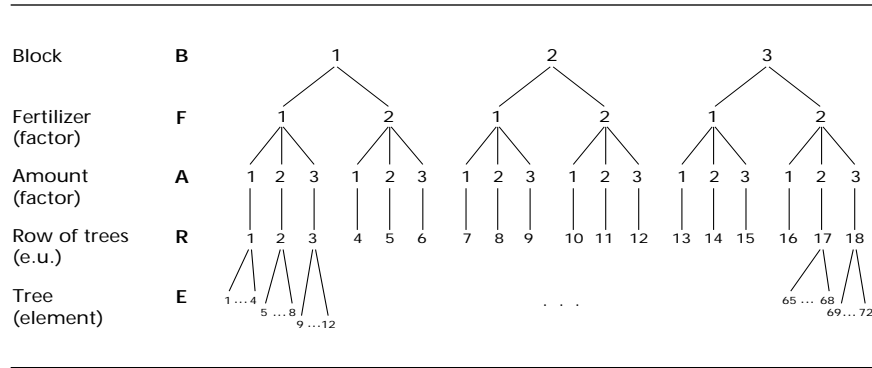 Block B 1 2 3
Fertilizer F 1 2 1 2 1 2
(factor)
Amount A 1 2 3 1 2 3 1 2 3 1 2 3 1 2 3 1 2 3
(factor)
Row of trees R 1 2 3 4 5 6 7 8 9 10 11 12 13 14 15 16 17 18
(e.u.)
Tree E 1 ... 4 5 ... 8 9 ... 12 . . . 65 ... 68 69 ... 72
(element)